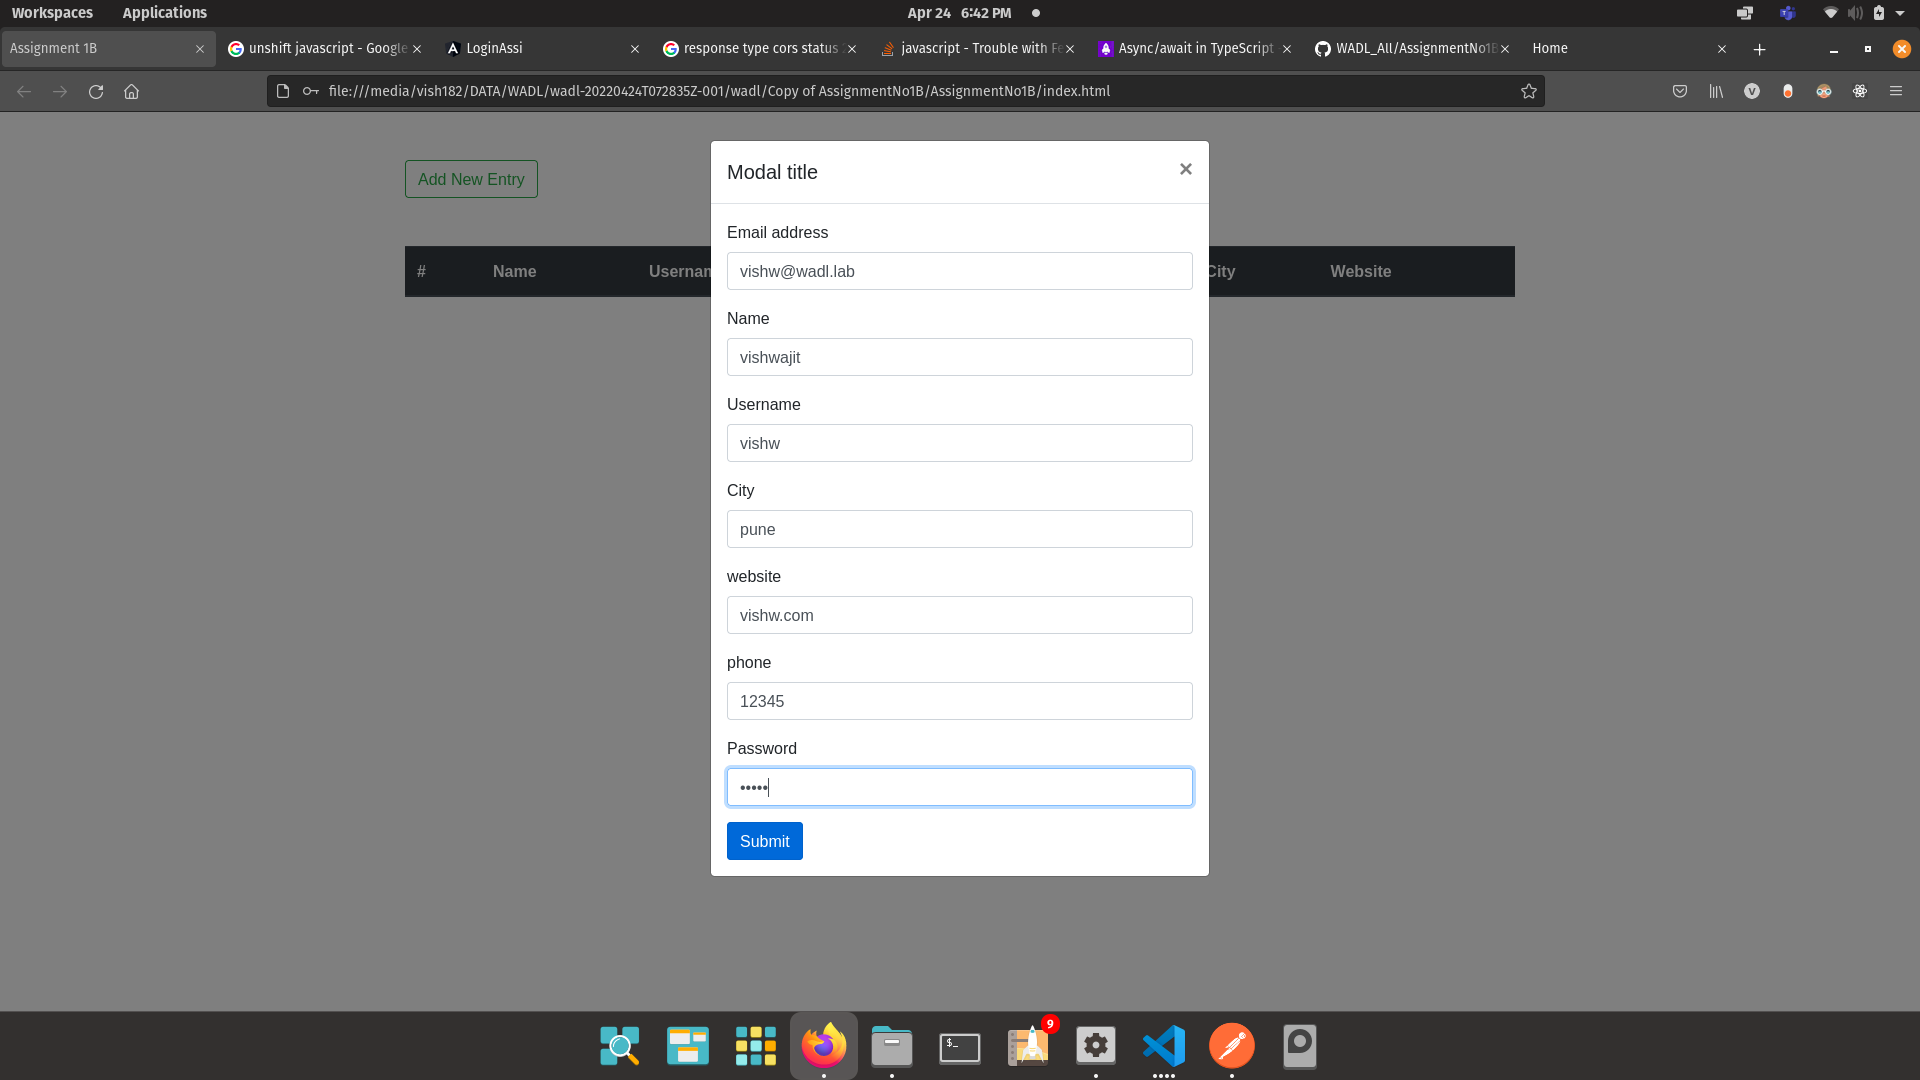 Workspaces Applications Apr 24 6:42 PM
Assignment 1B unshift javascript - Google LoginAssi response type cors status javascript - Trouble with Fe Async/await in TypeScript WADL_All/AssignmentNo1B Home
file:///media/vish182/DATA/WADL/wadl-20220424T072835Z-001/wadl/Copy of AssignmentNo1B/AssignmentNo1B/index.html
Add New Entry
# Name Usernam City Website
Modal title ×
Email address
vishw@wadl.lab
Name
vishwajit
Username
vishw
City
pune
website
vishw.com
phone
12345
Password
•••••
Submit
9
$_